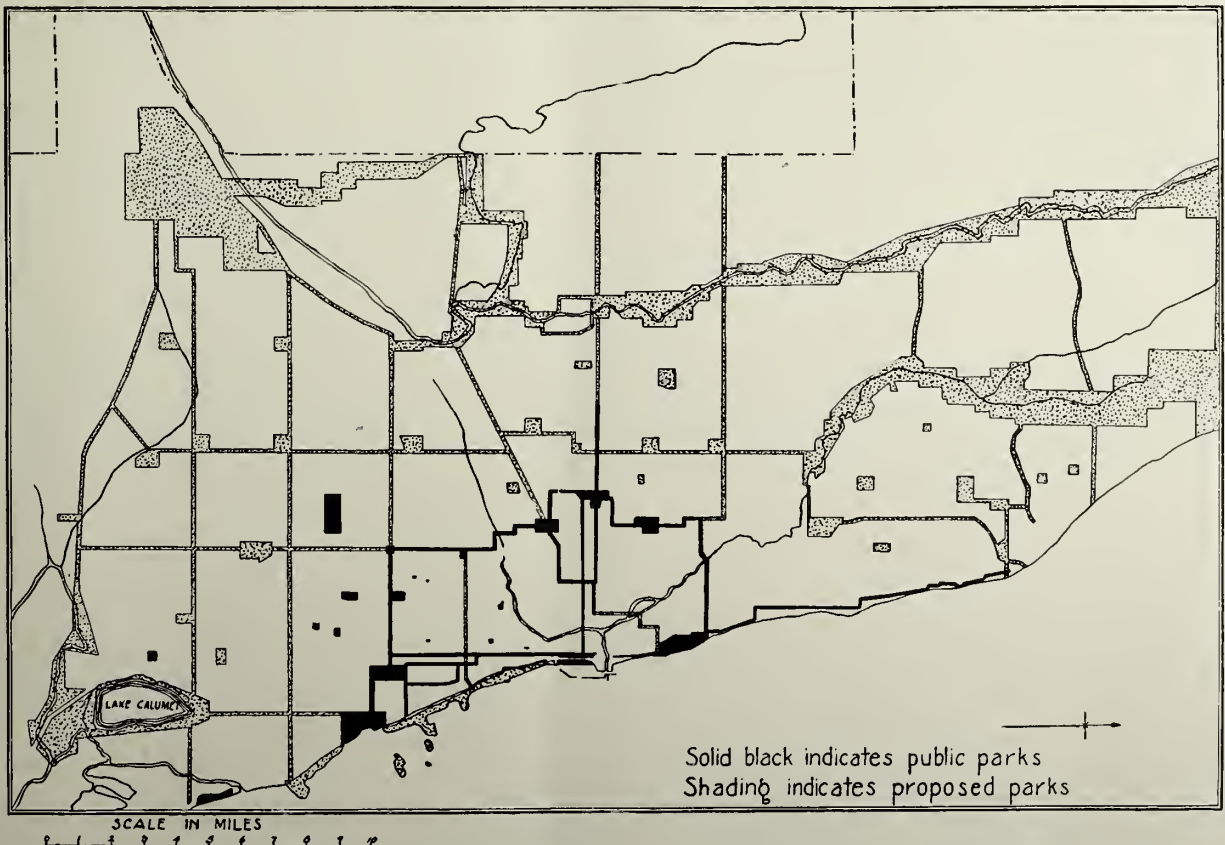 LAKE CALUMET
Solid black indicates public parks
Shading indicates proposed parks
SCALE IN MILES